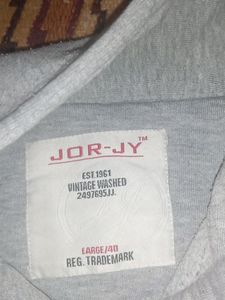 JOR-JY™
EST.1961
VINTAGE WASHED
2497695JJ.
LARGE/40
REG. TRADEMARK